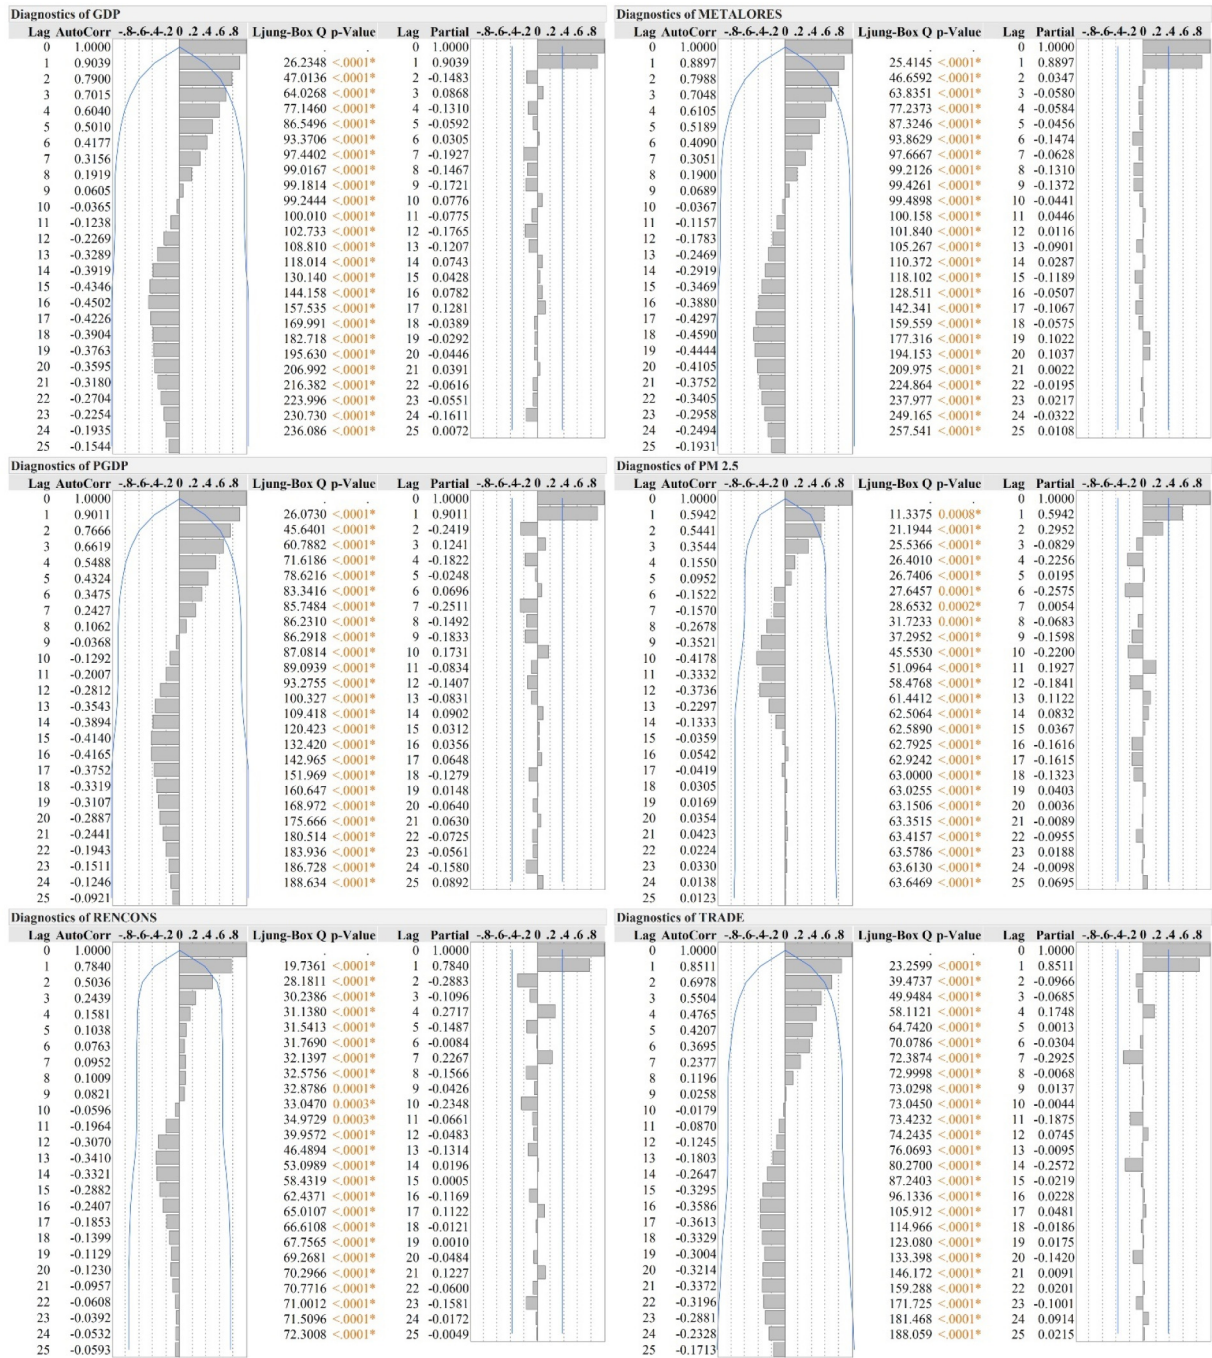 Diagnostics of GDP
Lag AutoCorr -.8-.6-.4-.2 0 .2 .4 .6 .8 Ljung-Box Q p-Value Lag Partial -.8-.6-.4-.2 0 .2 .4 .6 .8
0 1.0000 . . 0 1.0000
1 0.9039 26.2348 <.0001* 1 0.9039
2 0.7900 47.0136 <.0001* 2 -0.1483
3 0.7015 64.0268 <.0001* 3 0.0868
4 0.6040 77.1460 <.0001* 4 -0.1310
5 0.5010 86.5496 <.0001* 5 -0.0592
6 0.4177 93.3706 <.0001* 6 0.0305
7 0.3156 97.4402 <.0001* 7 -0.1927
8 0.1919 99.0167 <.0001* 8 -0.1467
9 0.0605 99.1814 <.0001* 9 -0.1721
10 -0.0365 99.2444 <.0001* 10 0.0776
11 -0.1238 100.010 <.0001* 11 -0.0775
12 -0.2269 102.733 <.0001* 12 -0.1765
13 -0.3289 108.810 <.0001* 13 -0.1207
14 -0.3919 118.014 <.0001* 14 0.0743
15 -0.4346 130.140 <.0001* 15 0.0428
16 -0.4502 144.158 <.0001* 16 0.0782
17 -0.4226 157.535 <.0001* 17 0.1281
18 -0.3904 169.991 <.0001* 18 -0.0389
19 -0.3763 182.718 <.0001* 19 -0.0292
20 -0.3595 195.630 <.0001* 20 -0.0446
21 -0.3180 206.992 <.0001* 21 0.0391
22 -0.2704 216.382 <.0001* 22 -0.0616
23 -0.2254 223.996 <.0001* 23 -0.0551
24 -0.1935 230.730 <.0001* 24 -0.1611
25 -0.1544 236.086 <.0001* 25 0.0072
Diagnostics of METALORES
Lag AutoCorr -.8-.6-.4-.2 0 .2 .4 .6 .8 Ljung-Box Q p-Value Lag Partial -.8-.6-.4-.2 0 .2 .4 .6 .8
0 1.0000 . . 0 1.0000
1 0.8897 25.4145 <.0001* 1 0.8897
2 0.7988 46.6592 <.0001* 2 0.0347
3 0.7048 63.8351 <.0001* 3 -0.0580
4 0.6105 77.2373 <.0001* 4 -0.0584
5 0.5189 87.3246 <.0001* 5 -0.0456
6 0.4090 93.8629 <.0001* 6 -0.1474
7 0.3051 97.6667 <.0001* 7 -0.0628
8 0.1900 99.2126 <.0001* 8 -0.1310
9 0.0689 99.4261 <.0001* 9 -0.1372
10 -0.0367 99.4898 <.0001* 10 -0.0441
11 -0.1157 100.158 <.0001* 11 0.0446
12 -0.1783 101.840 <.0001* 12 0.0116
13 -0.2469 105.267 <.0001* 13 -0.0901
14 -0.2919 110.372 <.0001* 14 0.0287
15 -0.3469 118.102 <.0001* 15 -0.1189
16 -0.3880 128.511 <.0001* 16 -0.0507
17 -0.4297 142.341 <.0001* 17 -0.1067
18 -0.4590 159.559 <.0001* 18 -0.0575
19 -0.4444 177.316 <.0001* 19 0.1022
20 -0.4105 194.153 <.0001* 20 0.1037
21 -0.3752 209.975 <.0001* 21 0.0022
22 -0.3405 224.864 <.0001* 22 -0.0195
23 -0.2958 237.977 <.0001* 23 0.0217
24 -0.2494 249.165 <.0001* 24 -0.0322
25 -0.1931 257.541 <.0001* 25 0.0108
Diagnostics of PGDP
Lag AutoCorr -.8-.6-.4-.2 0 .2 .4 .6 .8 Ljung-Box Q p-Value Lag Partial -.8-.6-.4-.2 0 .2 .4 .6 .8
0 1.0000 . . 0 1.0000
1 0.9011 26.0730 <.0001* 1 0.9011
2 0.7666 45.6401 <.0001* 2 -0.2419
3 0.6619 60.7882 <.0001* 3 0.1241
4 0.5488 71.6186 <.0001* 4 -0.1822
5 0.4324 78.6216 <.0001* 5 -0.0248
6 0.3475 83.3416 <.0001* 6 0.0696
7 0.2427 85.7484 <.0001* 7 -0.2511
8 0.1062 86.2310 <.0001* 8 -0.1492
9 -0.0368 86.2918 <.0001* 9 -0.1833
10 -0.1292 87.0814 <.0001* 10 0.1731
11 -0.2007 89.0939 <.0001* 11 -0.0834
12 -0.2812 93.2755 <.0001* 12 -0.1407
13 -0.3543 100.327 <.0001* 13 -0.0831
14 -0.3894 109.418 <.0001* 14 0.0902
15 -0.4140 120.423 <.0001* 15 0.0312
16 -0.4165 132.420 <.0001* 16 0.0356
17 -0.3752 142.965 <.0001* 17 0.0648
18 -0.3319 151.969 <.0001* 18 -0.1279
19 -0.3107 160.647 <.0001* 19 0.0148
20 -0.2887 168.972 <.0001* 20 -0.0640
21 -0.2441 175.666 <.0001* 21 0.0630
22 -0.1943 180.514 <.0001* 22 -0.0725
23 -0.1511 183.936 <.0001* 23 -0.0561
24 -0.1246 186.728 <.0001* 24 -0.1580
25 -0.0921 188.634 <.0001* 25 0.0892
Diagnostics of PM 2.5
Lag AutoCorr -.8-.6-.4-.2 0 .2 .4 .6 .8 Ljung-Box Q p-Value Lag Partial -.8-.6-.4-.2 0 .2 .4 .6 .8
0 1.0000 . . 0 1.0000
1 0.5942 11.3375 0.0008* 1 0.5942
2 0.5441 21.1944 <.0001* 2 0.2952
3 0.3544 25.5366 <.0001* 3 -0.0829
4 0.1550 26.4010 <.0001* 4 -0.2256
5 0.0952 26.7406 <.0001* 5 0.0195
6 -0.1522 27.6457 0.0001* 6 -0.2575
7 -0.1570 28.6532 0.0002* 7 0.0054
8 -0.2678 31.7233 0.0001* 8 -0.0683
9 -0.3521 37.2952 <.0001* 9 -0.1598
10 -0.4178 45.5530 <.0001* 10 -0.2200
11 -0.3332 51.0964 <.0001* 11 0.1927
12 -0.3736 58.4768 <.0001* 12 -0.1841
13 -0.2297 61.4412 <.0001* 13 0.1122
14 -0.1333 62.5064 <.0001* 14 0.0832
15 -0.0359 62.5890 <.0001* 15 0.0367
16 0.0542 62.7925 <.0001* 16 -0.1616
17 -0.0419 62.9242 <.0001* 17 -0.1615
18 0.0305 63.0000 <.0001* 18 -0.1323
19 0.0169 63.0255 <.0001* 19 0.0403
20 0.0354 63.1506 <.0001* 20 0.0036
21 0.0423 63.3515 <.0001* 21 -0.0089
22 0.0224 63.4157 <.0001* 22 -0.0955
23 0.0330 63.5786 <.0001* 23 0.0188
24 0.0138 63.6130 <.0001* 24 -0.0098
25 0.0123 63.6469 <.0001* 25 0.0695
Diagnostics of RENCONS
Lag AutoCorr -.8-.6-.4-.2 0 .2 .4 .6 .8 Ljung-Box Q p-Value Lag Partial -.8-.6-.4-.2 0 .2 .4 .6 .8
0 1.0000 . . 0 1.0000
1 0.7840 19.7361 <.0001* 1 0.7840
2 0.5036 28.1811 <.0001* 2 -0.2883
3 0.2439 30.2386 <.0001* 3 -0.1096
4 0.1581 31.1380 <.0001* 4 0.2717
5 0.1038 31.5413 <.0001* 5 -0.1487
6 0.0763 31.7690 <.0001* 6 -0.0084
7 0.0952 32.1397 <.0001* 7 0.2267
8 0.1009 32.5756 <.0001* 8 -0.1566
9 0.0821 32.8786 0.0001* 9 -0.0426
10 -0.0596 33.0470 0.0003* 10 -0.2348
11 -0.1964 34.9729 0.0003* 11 -0.0661
12 -0.3070 39.9572 <.0001* 12 -0.0483
13 -0.3410 46.4894 <.0001* 13 -0.1314
14 -0.3321 53.0989 <.0001* 14 0.0196
15 -0.2882 58.4319 <.0001* 15 0.0005
16 -0.2407 62.4371 <.0001* 16 -0.1169
17 -0.1853 65.0107 <.0001* 17 0.1122
18 -0.1399 66.6108 <.0001* 18 -0.0121
19 -0.1129 67.7565 <.0001* 19 0.0010
20 -0.1230 69.2681 <.0001* 20 -0.0484
21 -0.0957 70.2966 <.0001* 21 0.1227
22 -0.0608 70.7716 <.0001* 22 -0.0600
23 -0.0392 71.0012 <.0001* 23 -0.1581
24 -0.0532 71.5096 <.0001* 24 -0.0172
25 -0.0593 72.3008 <.0001* 25 -0.0049
Diagnostics of TRADE
Lag AutoCorr -.8-.6-.4-.2 0 .2 .4 .6 .8 Ljung-Box Q p-Value Lag Partial -.8-.6-.4-.2 0 .2 .4 .6 .8
0 1.0000 . . 0 1.0000
1 0.8511 23.2599 <.0001* 1 0.8511
2 0.6978 39.4737 <.0001* 2 -0.0966
3 0.5504 49.9484 <.0001* 3 -0.0685
4 0.4765 58.1121 <.0001* 4 0.1748
5 0.4207 64.7420 <.0001* 5 0.0013
6 0.3695 70.0786 <.0001* 6 -0.0304
7 0.2377 72.3874 <.0001* 7 -0.2925
8 0.1196 72.9998 <.0001* 8 -0.0068
9 0.0258 73.0298 <.0001* 9 0.0137
10 -0.0179 73.0450 <.0001* 10 -0.0044
11 -0.0870 73.4232 <.0001* 11 -0.1875
12 -0.1245 74.2435 <.0001* 12 0.0745
13 -0.1803 76.0693 <.0001* 13 -0.0095
14 -0.2647 80.2700 <.0001* 14 -0.2572
15 -0.3295 87.2403 <.0001* 15 -0.0219
16 -0.3586 96.1336 <.0001* 16 0.0228
17 -0.3613 105.912 <.0001* 17 0.0481
18 -0.3329 114.966 <.0001* 18 -0.0186
19 -0.3004 123.080 <.0001* 19 0.0175
20 -0.3214 133.398 <.0001* 20 -0.1420
21 -0.3372 146.172 <.0001* 21 0.0091
22 -0.3196 159.288 <.0001* 22 0.0201
23 -0.2881 171.725 <.0001* 23 -0.1001
24 -0.2328 181.468 <.0001* 24 0.0914
25 -0.1713 188.059 <.0001* 25 0.0215